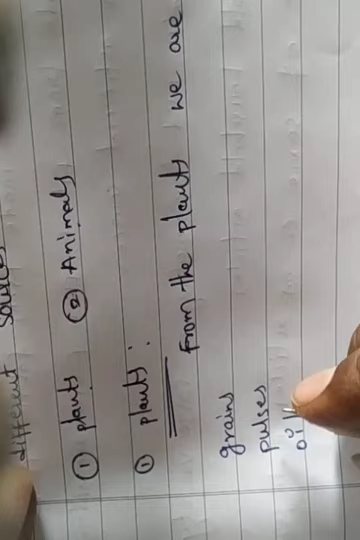 different sources
① plants ② Animals
① plants :
From the plants we are
grains
pulses